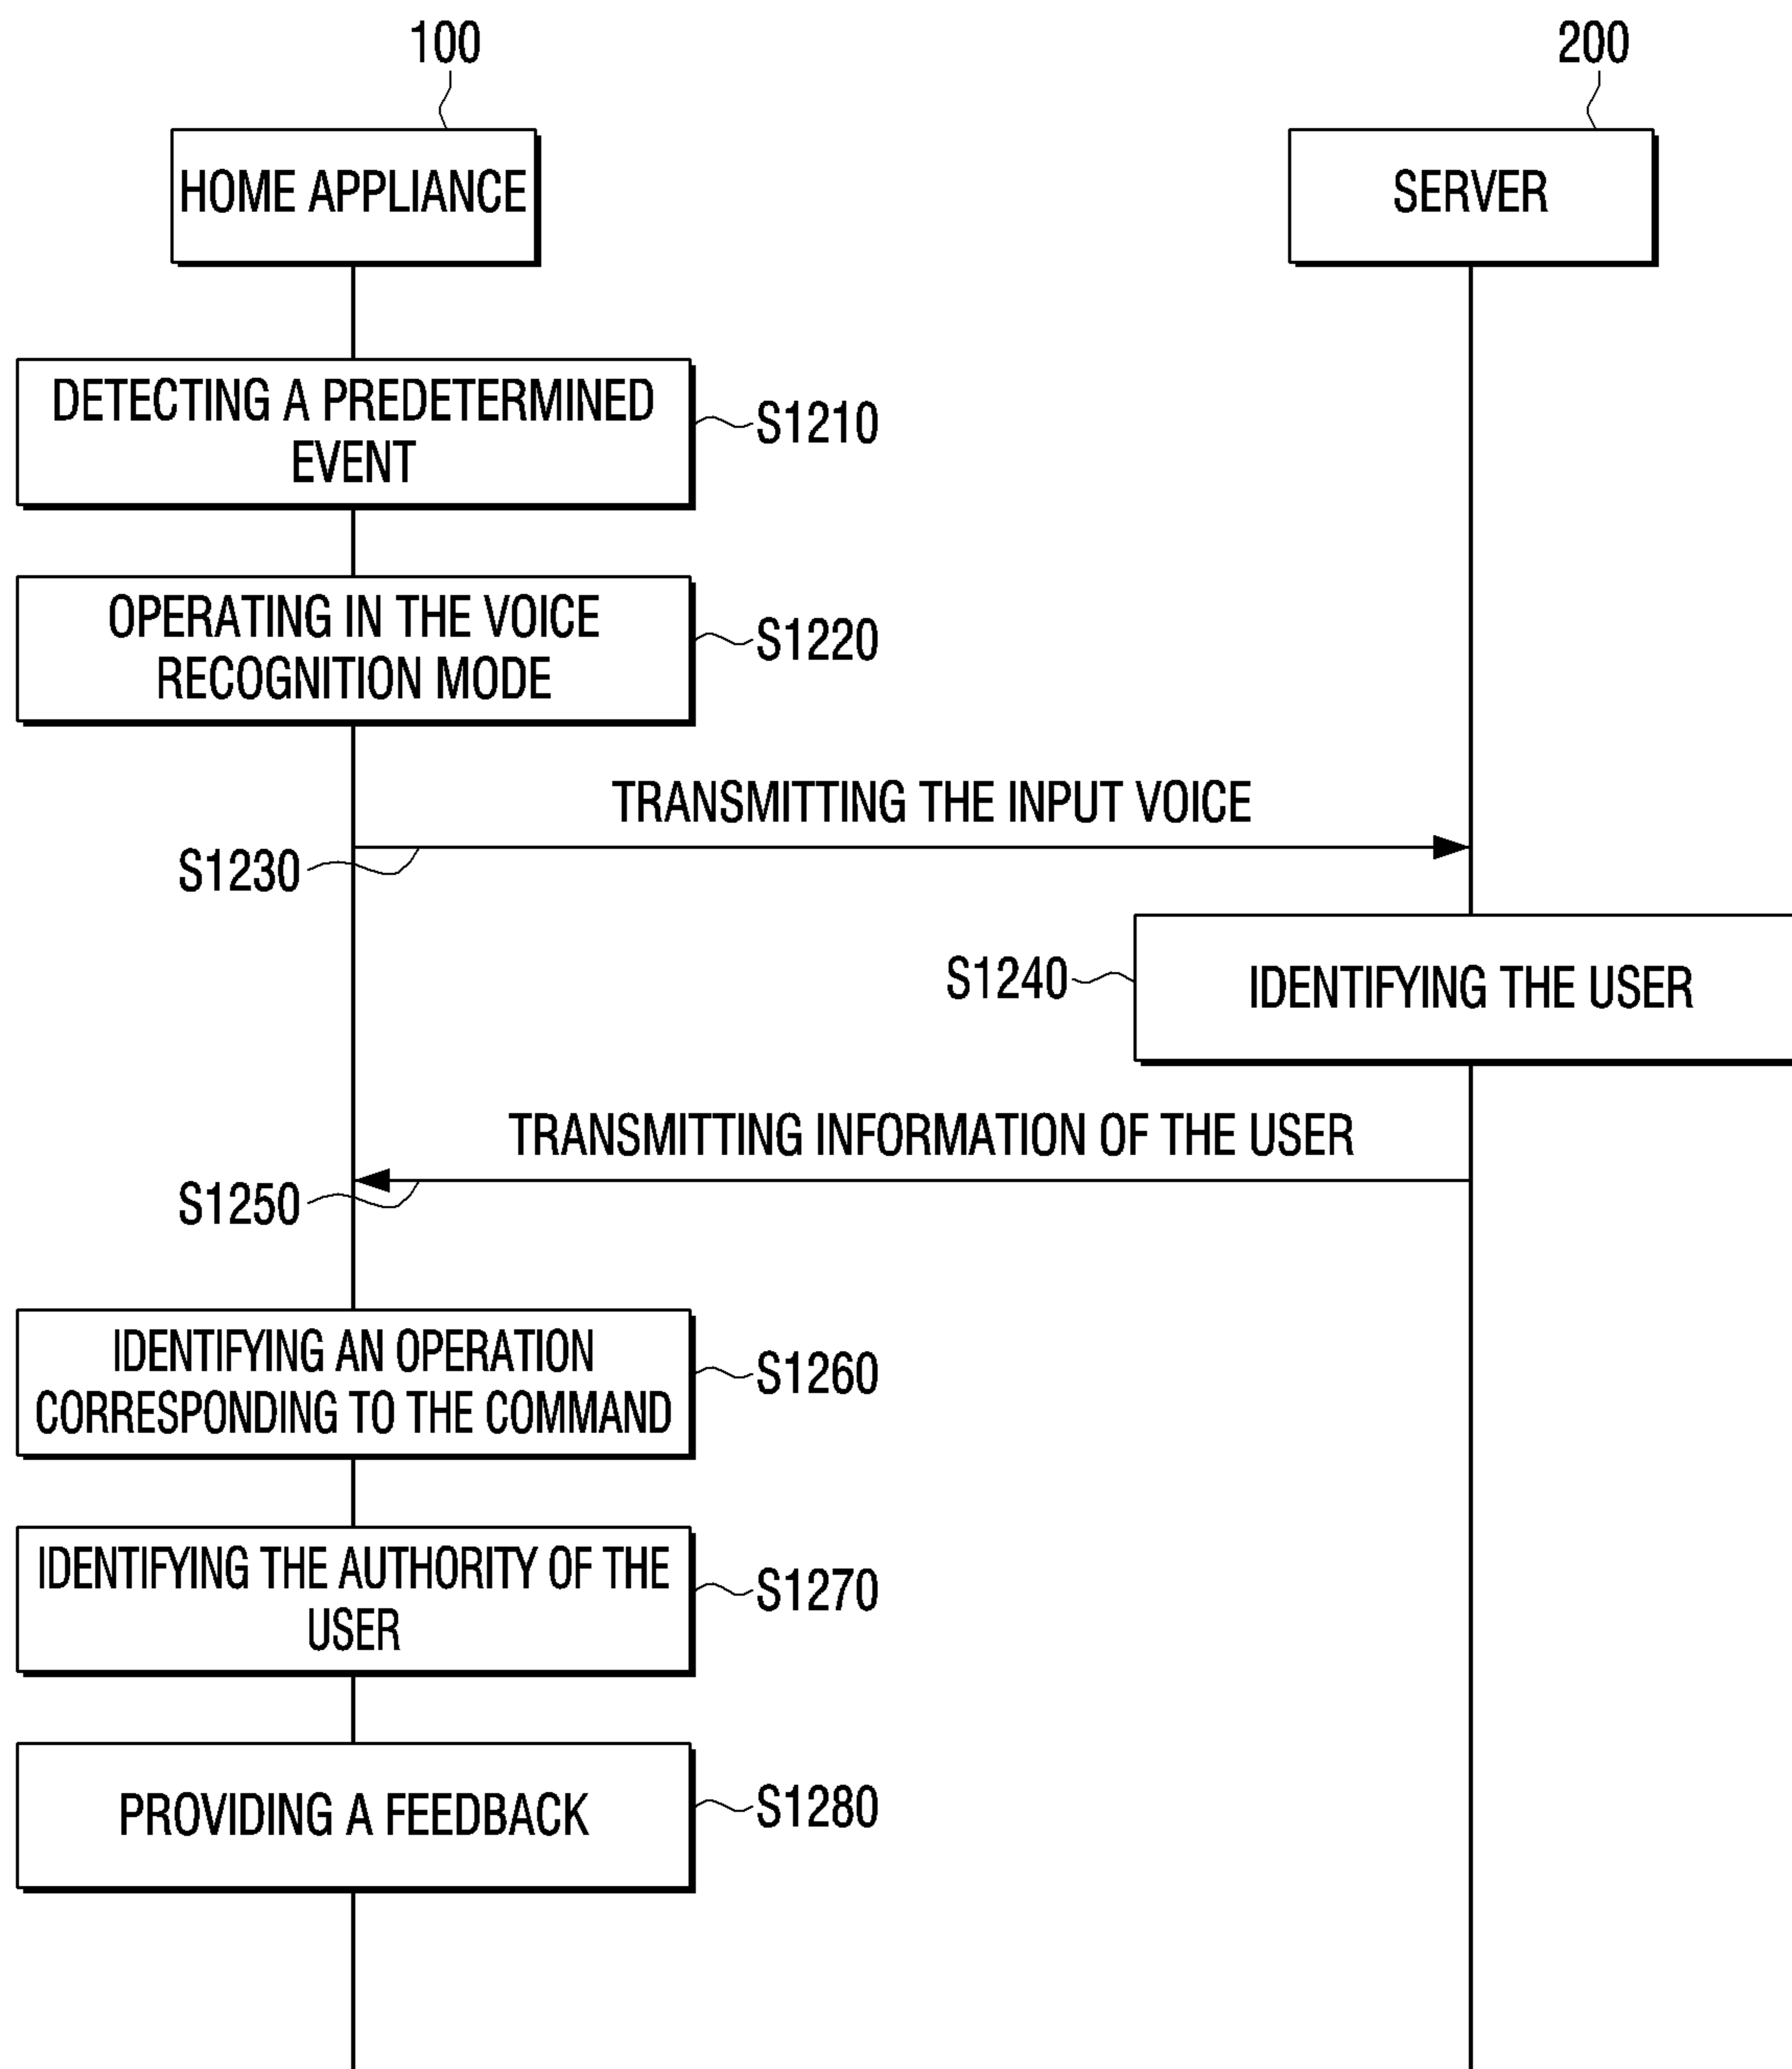 100
200
HOME APPLIANCE
SERVER
DETECTING A PREDETERMINED
EVENT
S1210
OPERATING IN THE VOICE
RECOGNITION MODE
S1220
TRANSMITTING THE INPUT VOICE
S1230
S1240
IDENTIFYING THE USER
TRANSMITTING INFORMATION OF THE USER
S1250
IDENTIFYING AN OPERATION
CORRESPONDING TO THE COMMAND
S1260
IDENTIFYING THE AUTHORITY OF THE
USER
S1270
PROVIDING A FEEDBACK
S1280